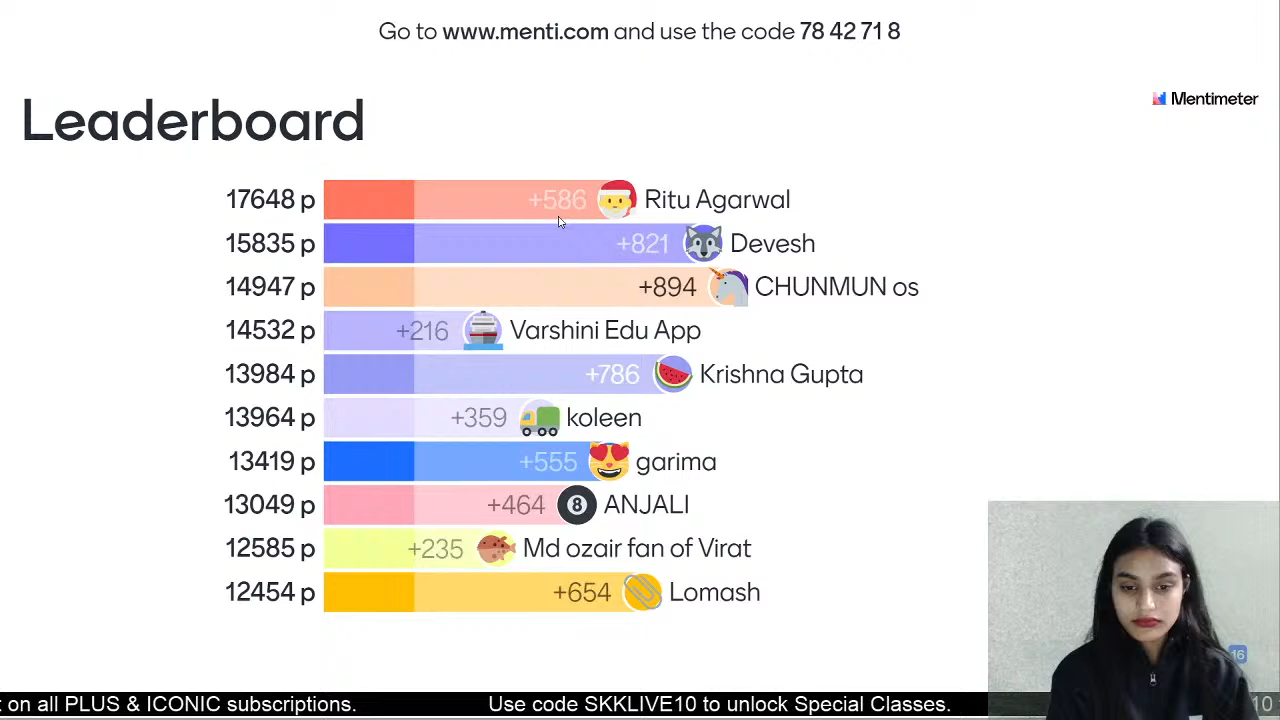 Go to www.menti.com and use the code 78 42 71 8
Leaderboard
Mentimeter
17648 p +586 Ritu Agarwal
15835 p +821 Devesh
14947 p +894 CHUNMUN os
14532 p +216 Varshini Edu App
13984 p +786 Krishna Gupta
13964 p +359 koleen
13419 p +555 garima
13049 p +464 8 ANJALI
12585 p +235 Md ozair fan of Virat
12454 p +654 Lomash
16
on all PLUS & ICONIC subscriptions. Use code SKKLIVE10 to unlock Special Classes. 10